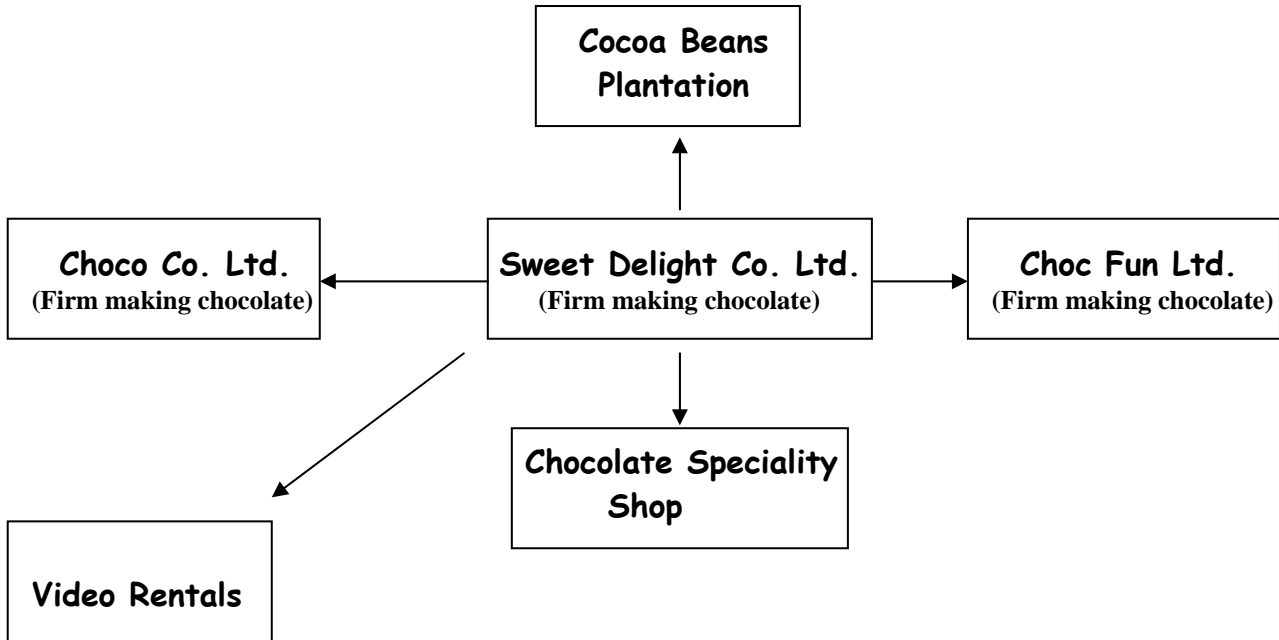 Cocoa Beans
Plantation
Choco Co. Ltd.
(Firm making chocolate)
Sweet Delight Co. Ltd.
(Firm making chocolate)
Choc Fun Ltd.
(Firm making chocolate)
Chocolate Speciality
Shop
Video Rentals